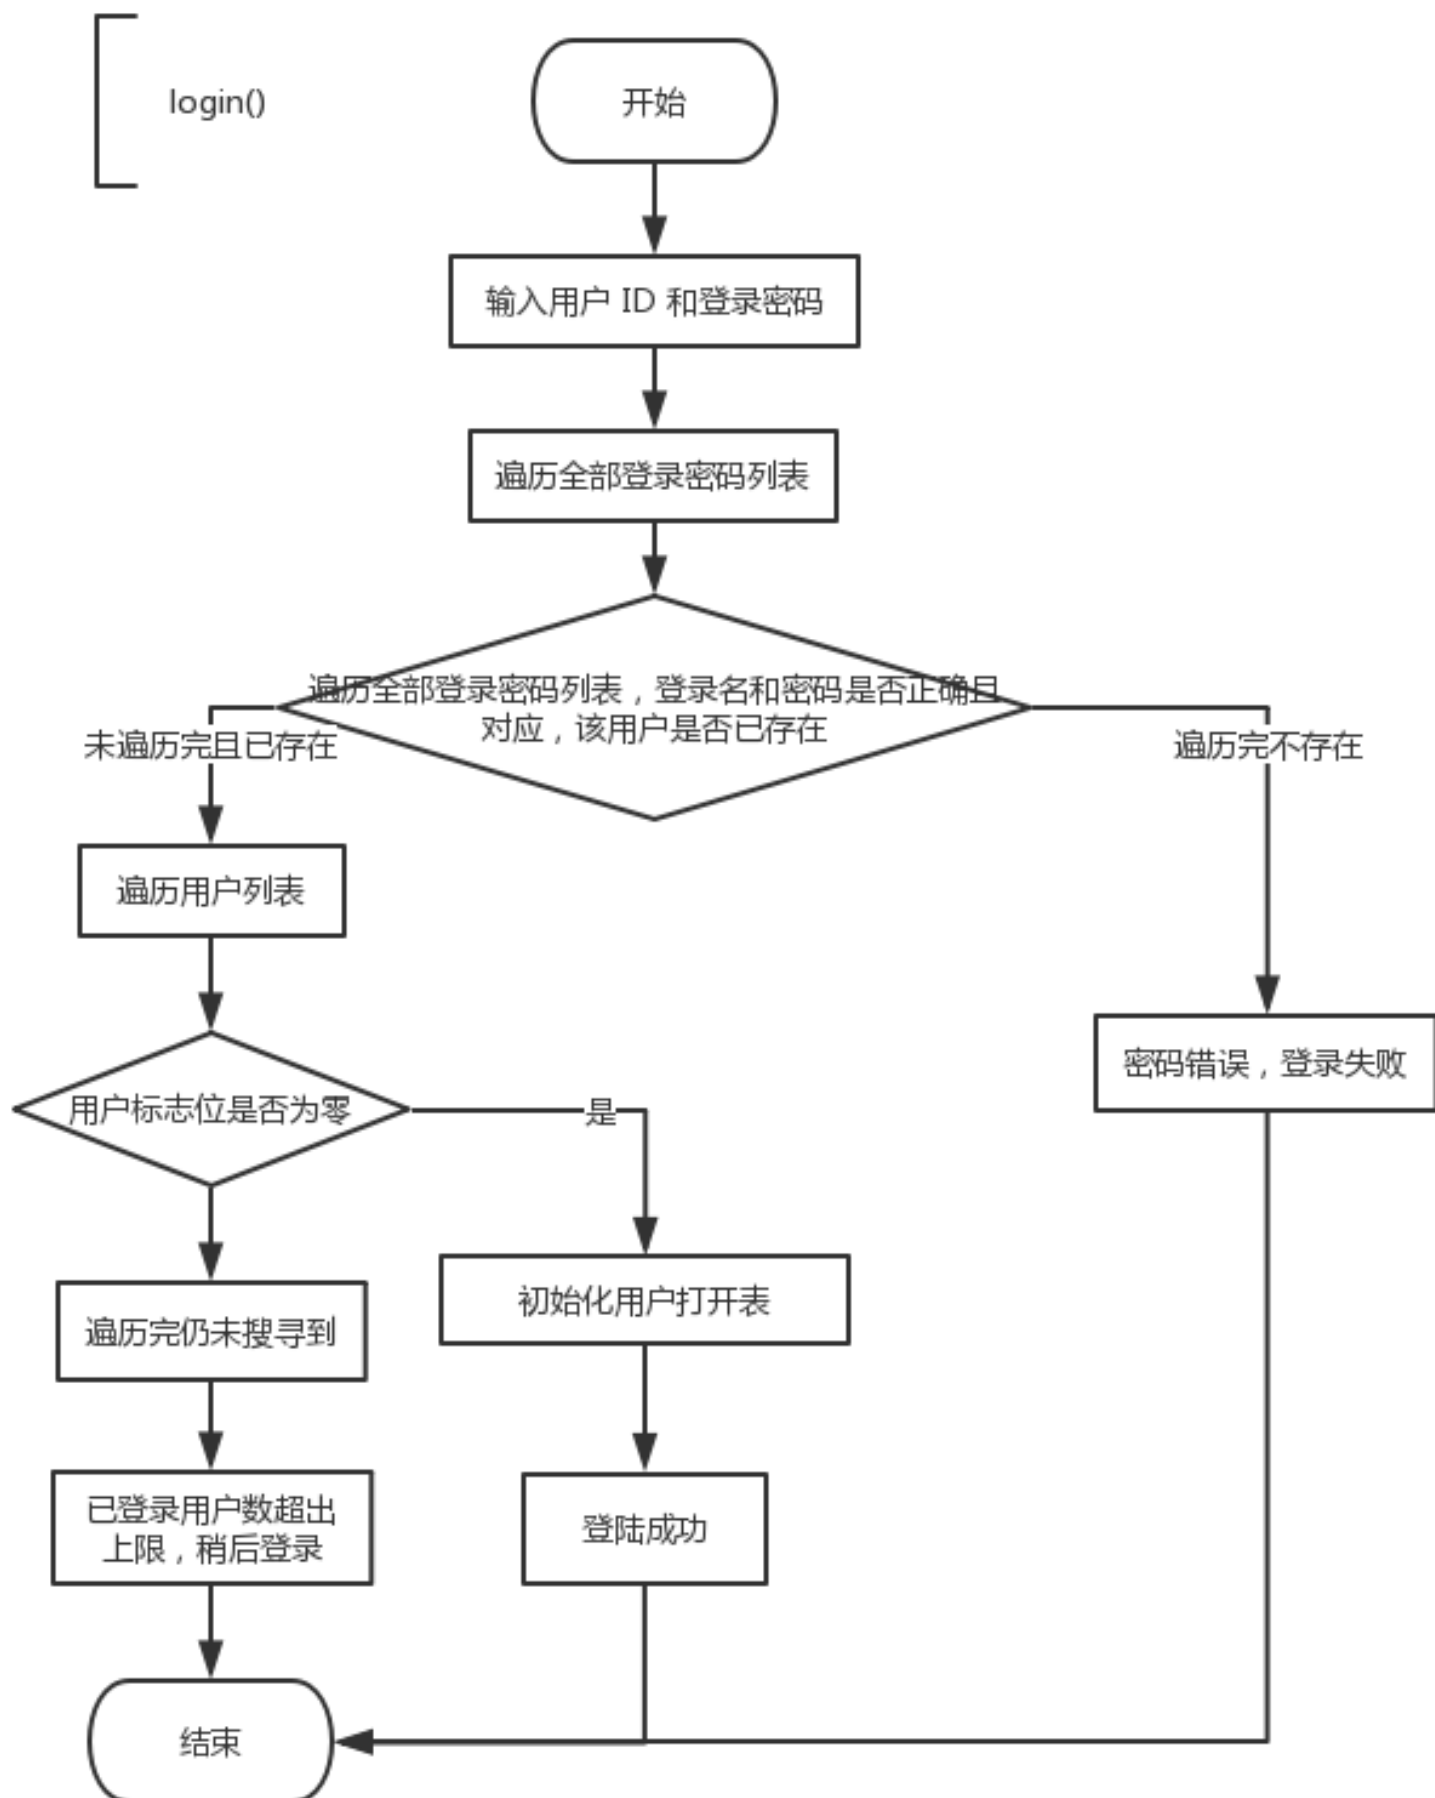 login()
开始
输入用户 ID 和登录密码
遍历全部登录密码列表
遍历全部登录密码列表，登录名和密码是否正确且
对应，该用户是否已存在
未遍历完且已存在
遍历完不存在
遍历用户列表
密码错误，登录失败
用户标志位是否为零
是
初始化用户打开表
遍历完仍未搜寻到
已登录用户数超出
上限，稍后登录
登陆成功
结束